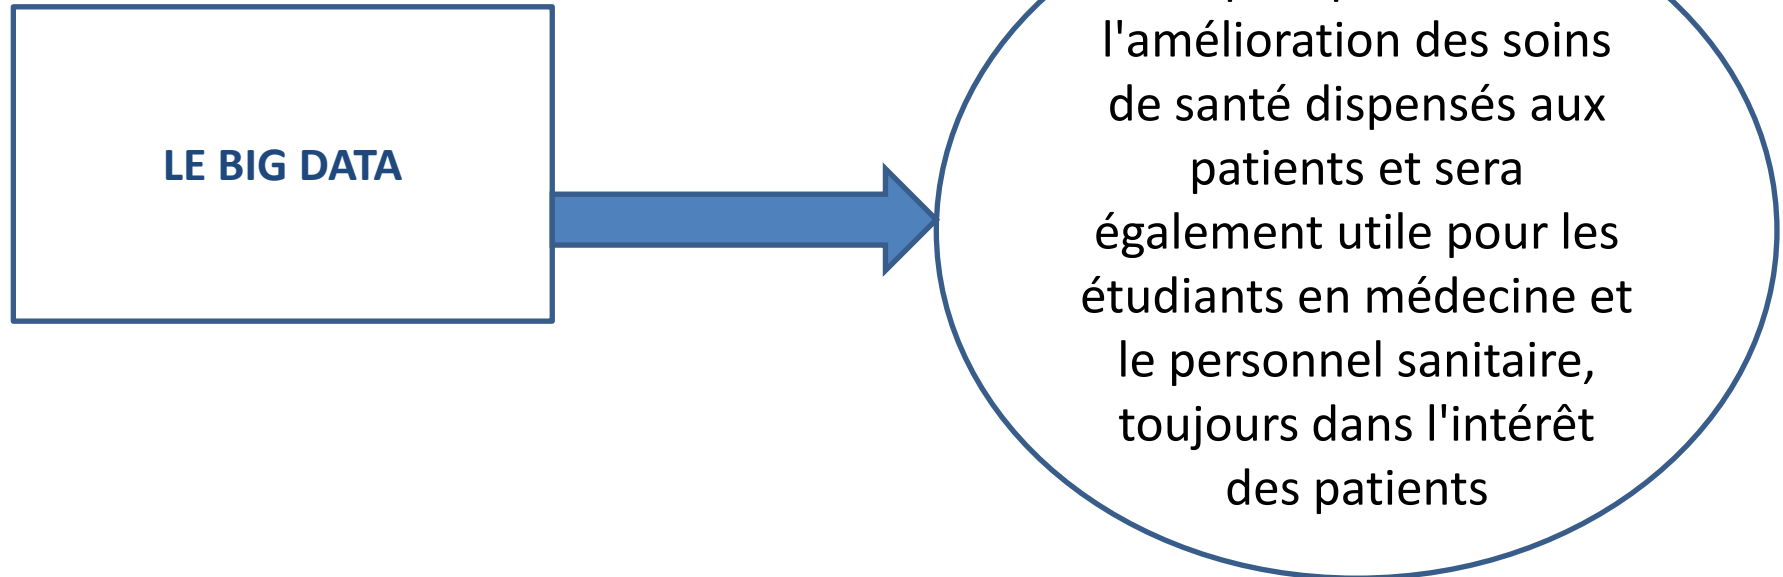 LE BIG DATA
l'amélioration des soins
de santé dispensés aux
patients et sera
également utile pour les
étudiants en médecine et
le personnel sanitaire,
toujours dans l'intérêt
des patients